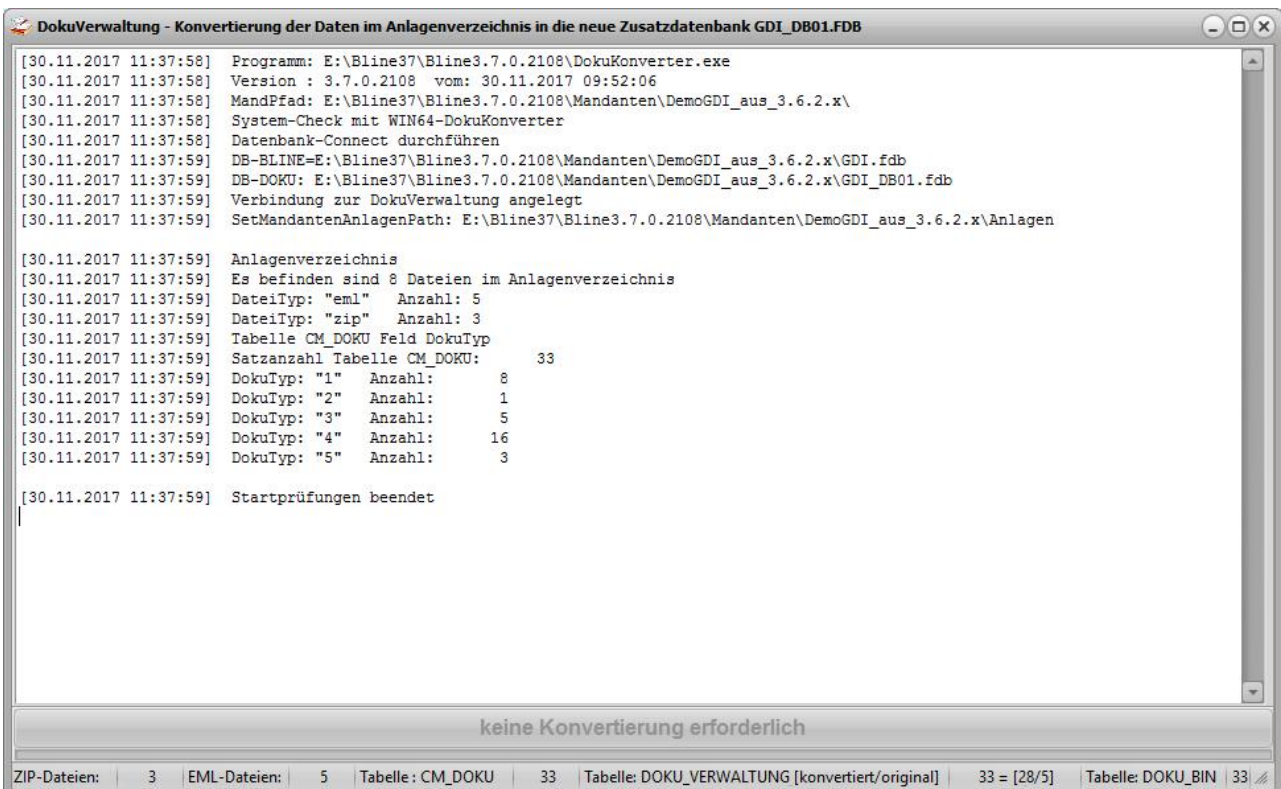 DokuVerwaltung - Konvertierung der Daten im Anlagenverzeichnis in die neue Zusatzdatenbank GDI_DB01.FDB
[30.11.2017 11:37:58] Programm: E:\Bline37\Bline3.7.0.2108\DokuKonverter.exe
[30.11.2017 11:37:58] Version : 3.7.0.2108 vom: 30.11.2017 09:52:06
[30.11.2017 11:37:58] MandPfad: E:\Bline37\Bline3.7.0.2108\Mandanten\DemoGDI_aus_3.6.2.x\
[30.11.2017 11:37:58] System-Check mit WIN64-DokuKonverter
[30.11.2017 11:37:58] Datenbank-Connect durchführen
[30.11.2017 11:37:59] DB-BLINE=E:\Bline37\Bline3.7.0.2108\Mandanten\DemoGDI_aus_3.6.2.x\GDI.fdb
[30.11.2017 11:37:59] DB-DOKU: E:\Bline37\Bline3.7.0.2108\Mandanten\DemoGDI_aus_3.6.2.x\GDI_DB01.fdb
[30.11.2017 11:37:59] Verbindung zur DokuVerwaltung angelegt
[30.11.2017 11:37:59] SetMandantenAnlagenPath: E:\Bline37\Bline3.7.0.2108\Mandanten\DemoGDI_aus_3.6.2.x\Anlagen
[30.11.2017 11:37:59] Anlagenverzeichnis
[30.11.2017 11:37:59] Es befinden sind 8 Dateien im Anlagenverzeichnis
[30.11.2017 11:37:59] DateiTyp: "eml" Anzahl: 5
[30.11.2017 11:37:59] DateiTyp: "zip" Anzahl: 3
[30.11.2017 11:37:59] Tabelle CM_DOKU Feld DokuTyp
[30.11.2017 11:37:59] Satzanzahl Tabelle CM_DOKU: 33
[30.11.2017 11:37:59] DokuTyp: "1" Anzahl: 8
[30.11.2017 11:37:59] DokuTyp: "2" Anzahl: 1
[30.11.2017 11:37:59] DokuTyp: "3" Anzahl: 5
[30.11.2017 11:37:59] DokuTyp: "4" Anzahl: 16
[30.11.2017 11:37:59] DokuTyp: "5" Anzahl: 3
[30.11.2017 11:37:59] Startprüfungen beendet
keine Konvertierung erforderlich
ZIP-Dateien: 3 EML-Dateien: 5 Tabelle : CM_DOKU 33 Tabelle: DOKU_VERWALTUNG [konvertiert/original] 33 = [28/5] Tabelle: DOKU_BIN 33